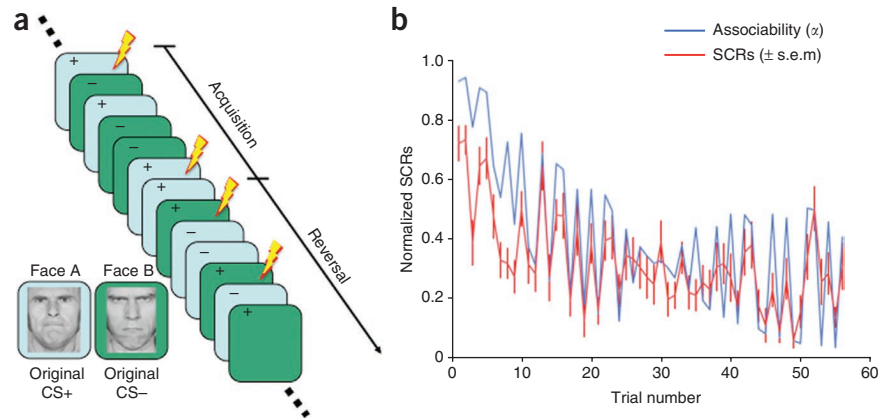 a
+
−
+
−
−
+
+
+
−
−
+
−
+
Acquisition
Reversal
Face A Face B
Original
CS+
Original
CS−
b
Associability (α)
SCRs (± s.e.m)
Normalized SCRs
1.0
0.8
0.6
0.4
0.2
0
0 10 20 30 40 50 60
Trial number